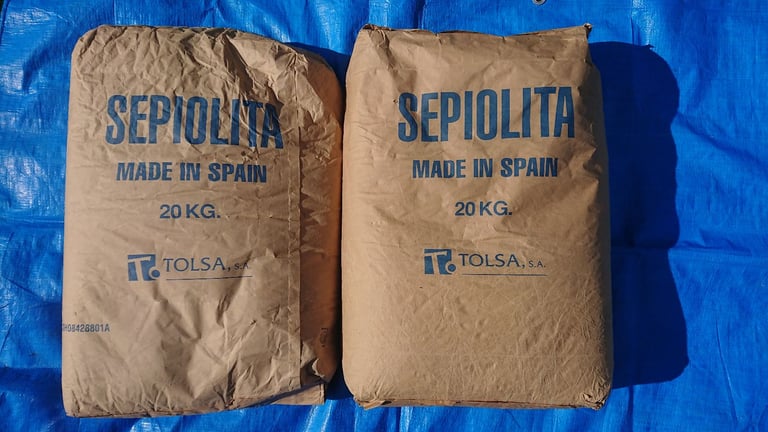 SEPIOLITA
MADE IN SPAIN
20 KG.
TOLSA, S.A.
SEPIOLITA
MADE IN SPAIN
20 KG.
TOLSA, S.A.